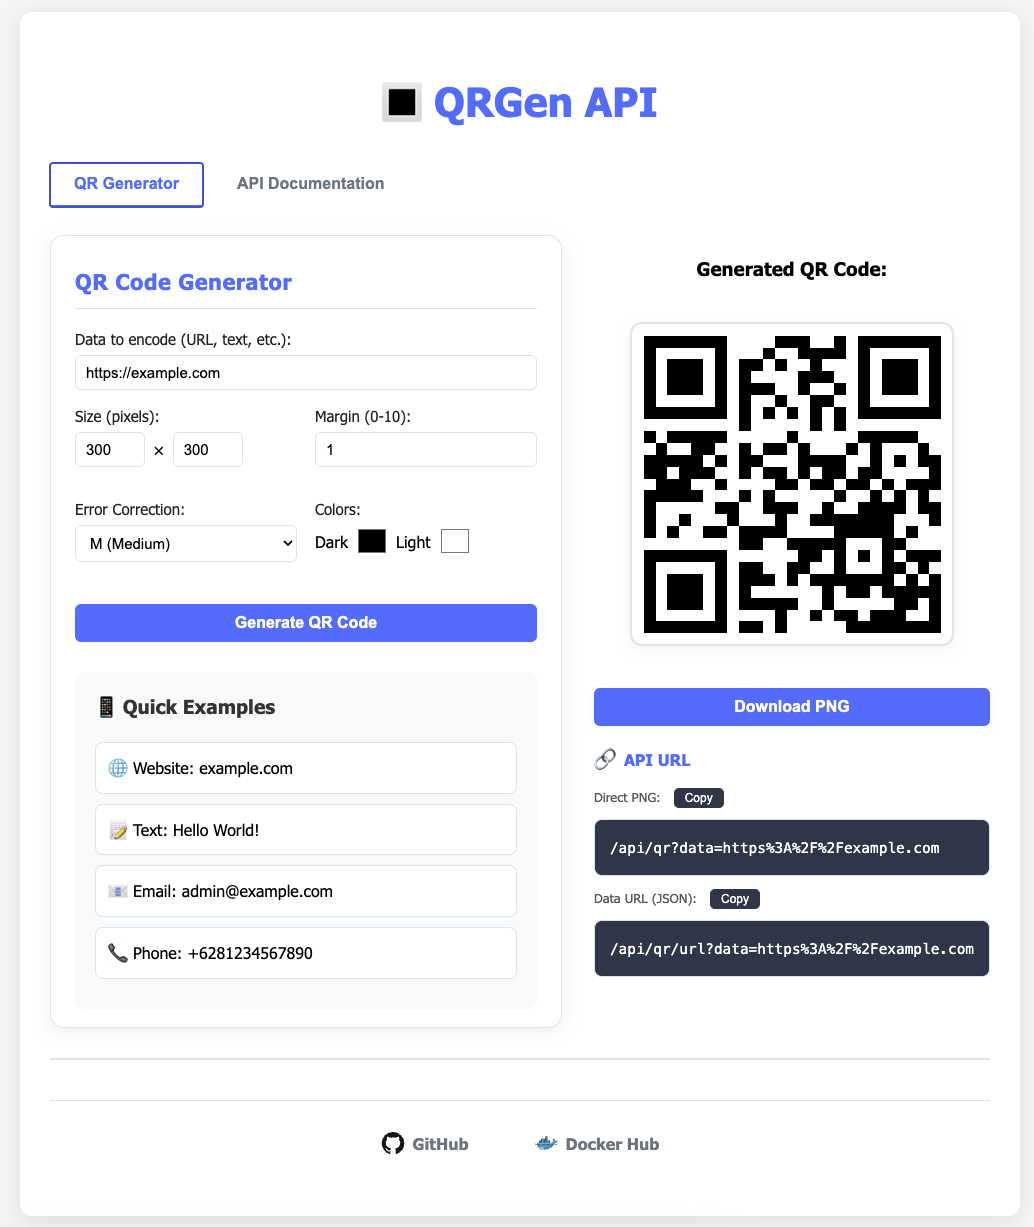 QRGen API
QR Generator
API Documentation
QR Code Generator
Data to encode (URL, text, etc.):
https://example.com
Size (pixels):
300 × 300
Margin (0-10):
1
Error Correction:
M (Medium)
Colors:
Dark
Light
Generate QR Code
📱 Quick Examples
🌐 Website: example.com
📝 Text: Hello World!
📧 Email: admin@example.com
📞 Phone: +6281234567890
Generated QR Code:
Download PNG
🔗 API URL
Direct PNG:
Copy
/api/qr?data=https%3A%2F%2Fexample.com
Data URL (JSON):
Copy
/api/qr/url?data=https%3A%2F%2Fexample.com
GitHub
Docker Hub